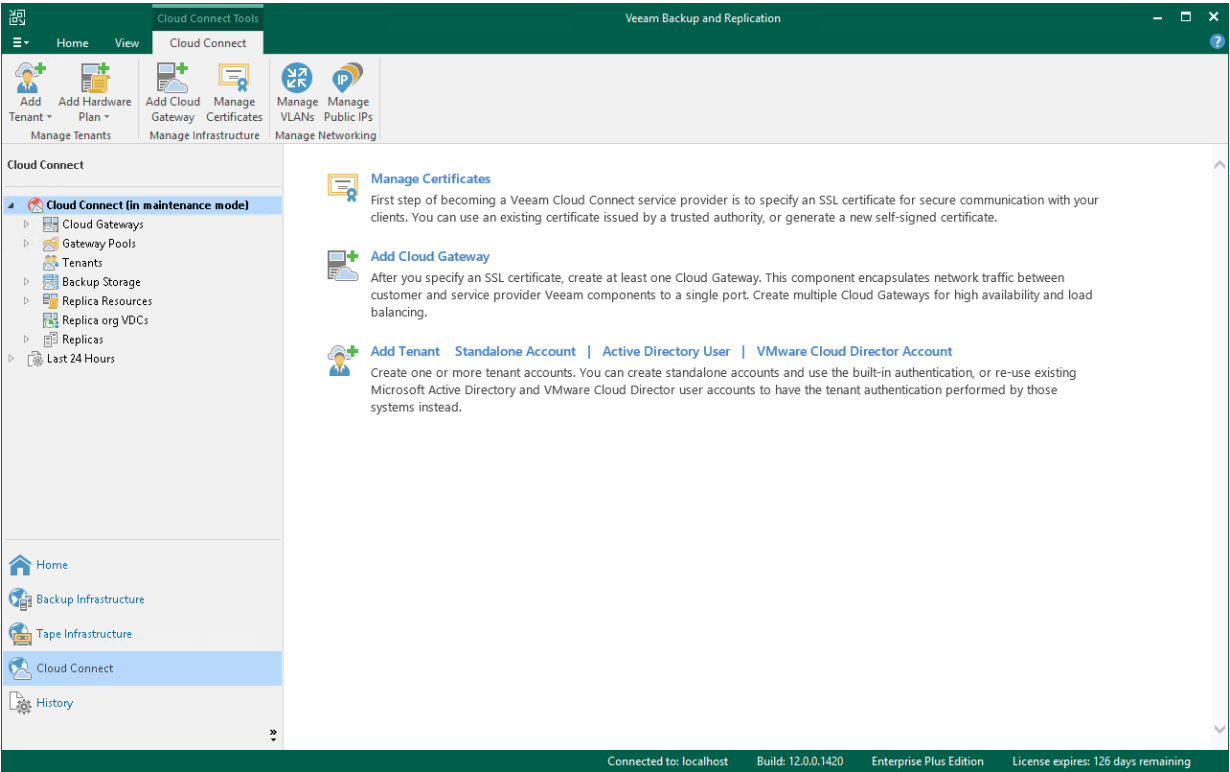 Cloud Connect Tools
Veeam Backup and Replication
Home View Cloud Connect
?
Add Tenant
Add Hardware Plan
Add Cloud Gateway
Manage Certificates
Manage VLANs
IP
Manage Public IPs
Manage Tenants
Manage Infrastructure
Manage Networking
Cloud Connect
Cloud Connect (in maintenance mode)
Cloud Gateways
Gateway Pools
Tenants
Backup Storage
Replica Resources
Replica org VDCs
Replicas
Last 24 Hours
Home
Backup Infrastructure
Tape Infrastructure
Cloud Connect
History
Manage Certificates
First step of becoming a Veeam Cloud Connect service provider is to specify an SSL certificate for secure communication with your
clients. You can use an existing certificate issued by a trusted authority, or generate a new self-signed certificate.
Add Cloud Gateway
After you specify an SSL certificate, create at least one Cloud Gateway. This component encapsulates network traffic between
customer and service provider Veeam components to a single port. Create multiple Cloud Gateways for high availability and load
balancing.
Add Tenant Standalone Account | Active Directory User | VMware Cloud Director Account
Create one or more tenant accounts. You can create standalone accounts and use the built-in authentication, or re-use existing
Microsoft Active Directory and VMware Cloud Director user accounts to have the tenant authentication performed by those
systems instead.
Connected to: localhost Build: 12.0.0.1420 Enterprise Plus Edition License expires: 126 days remaining